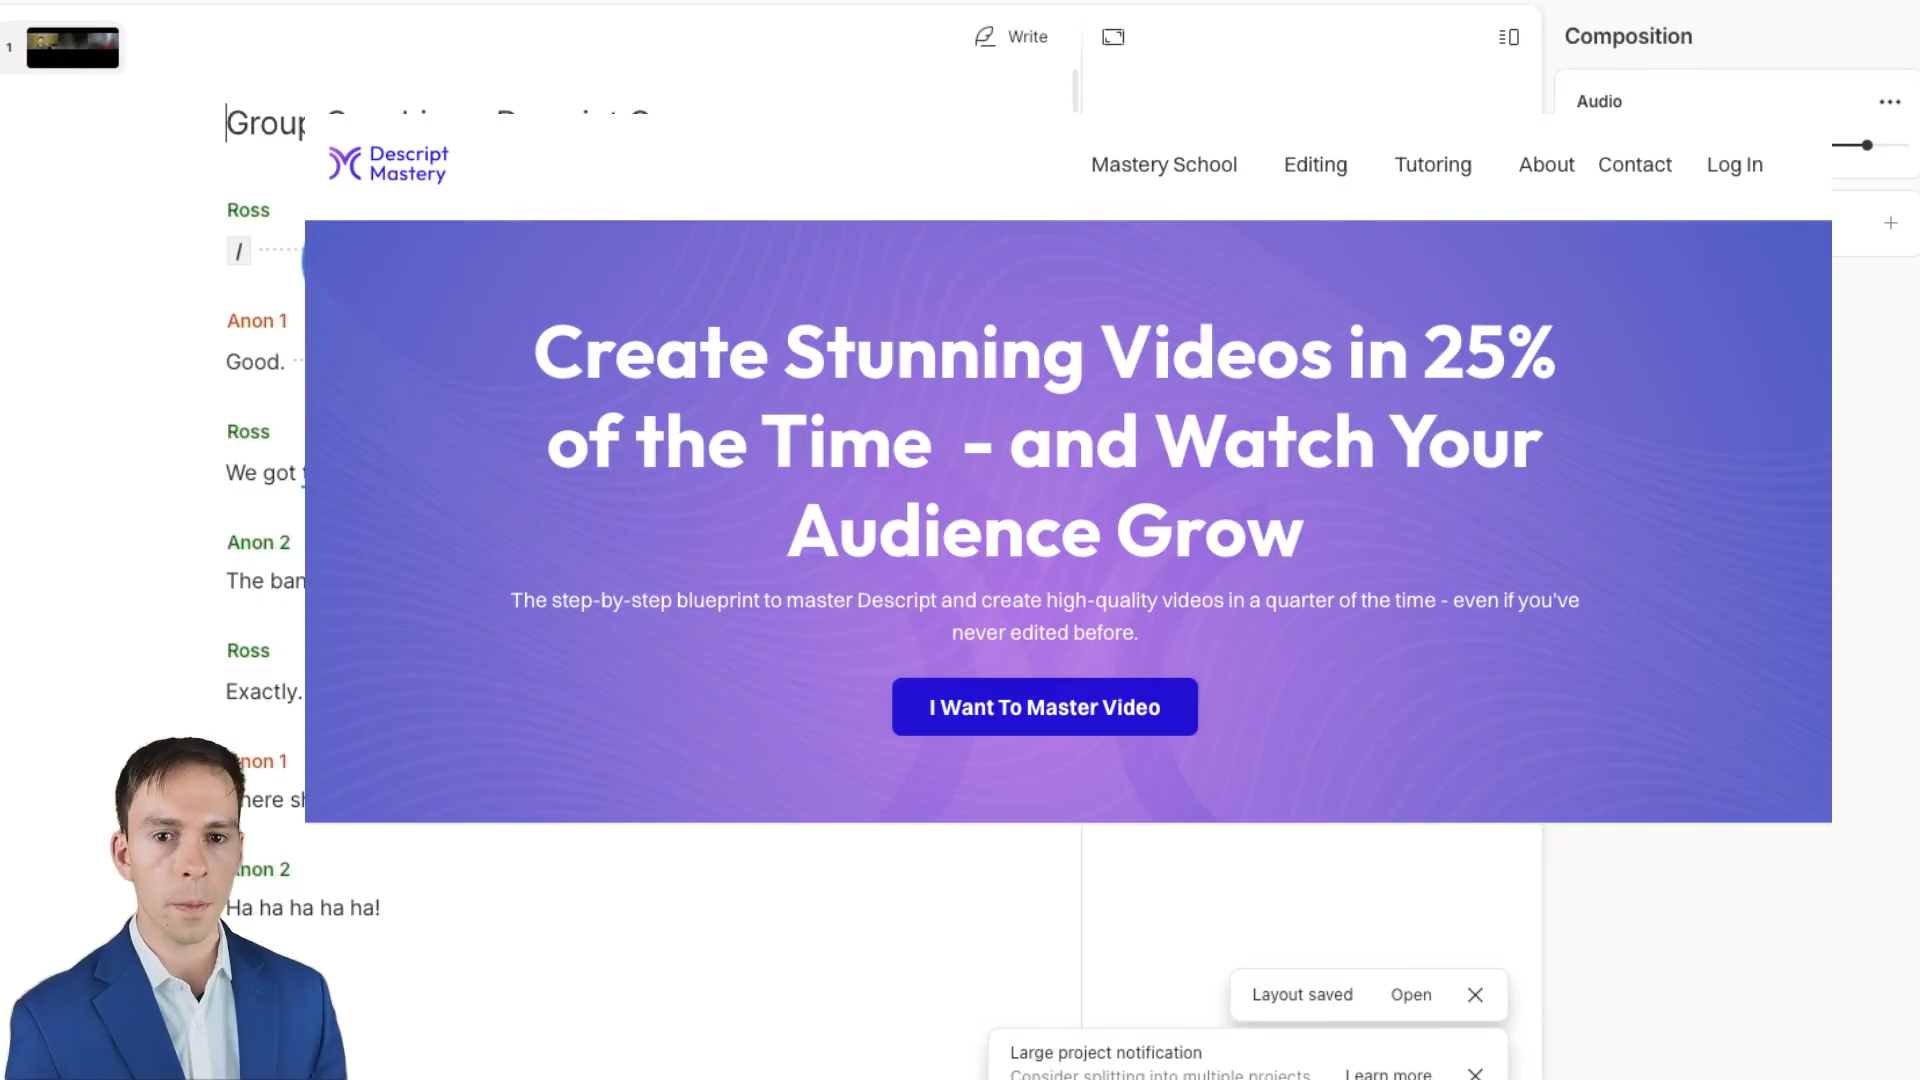 1
Write
Composition
Audio
Group
Descript
Mastery
Mastery School
Editing
Tutoring
About
Contact
Log In
Ross
/
Anon 1
Good.
Create Stunning Videos in 25%
of the Time - and Watch Your
Audience Grow
Ross
We got
Anon 2
The ban
The step-by-step blueprint to master Descript and create high-quality videos in a quarter of the time - even if you've
never edited before.
Ross
Exactly.
I Want To Master Video
non 1
here sh
non 2
Ha ha ha ha ha!
Layout saved
Open
Large project notification
Consider splitting into multiple projects
Learn more